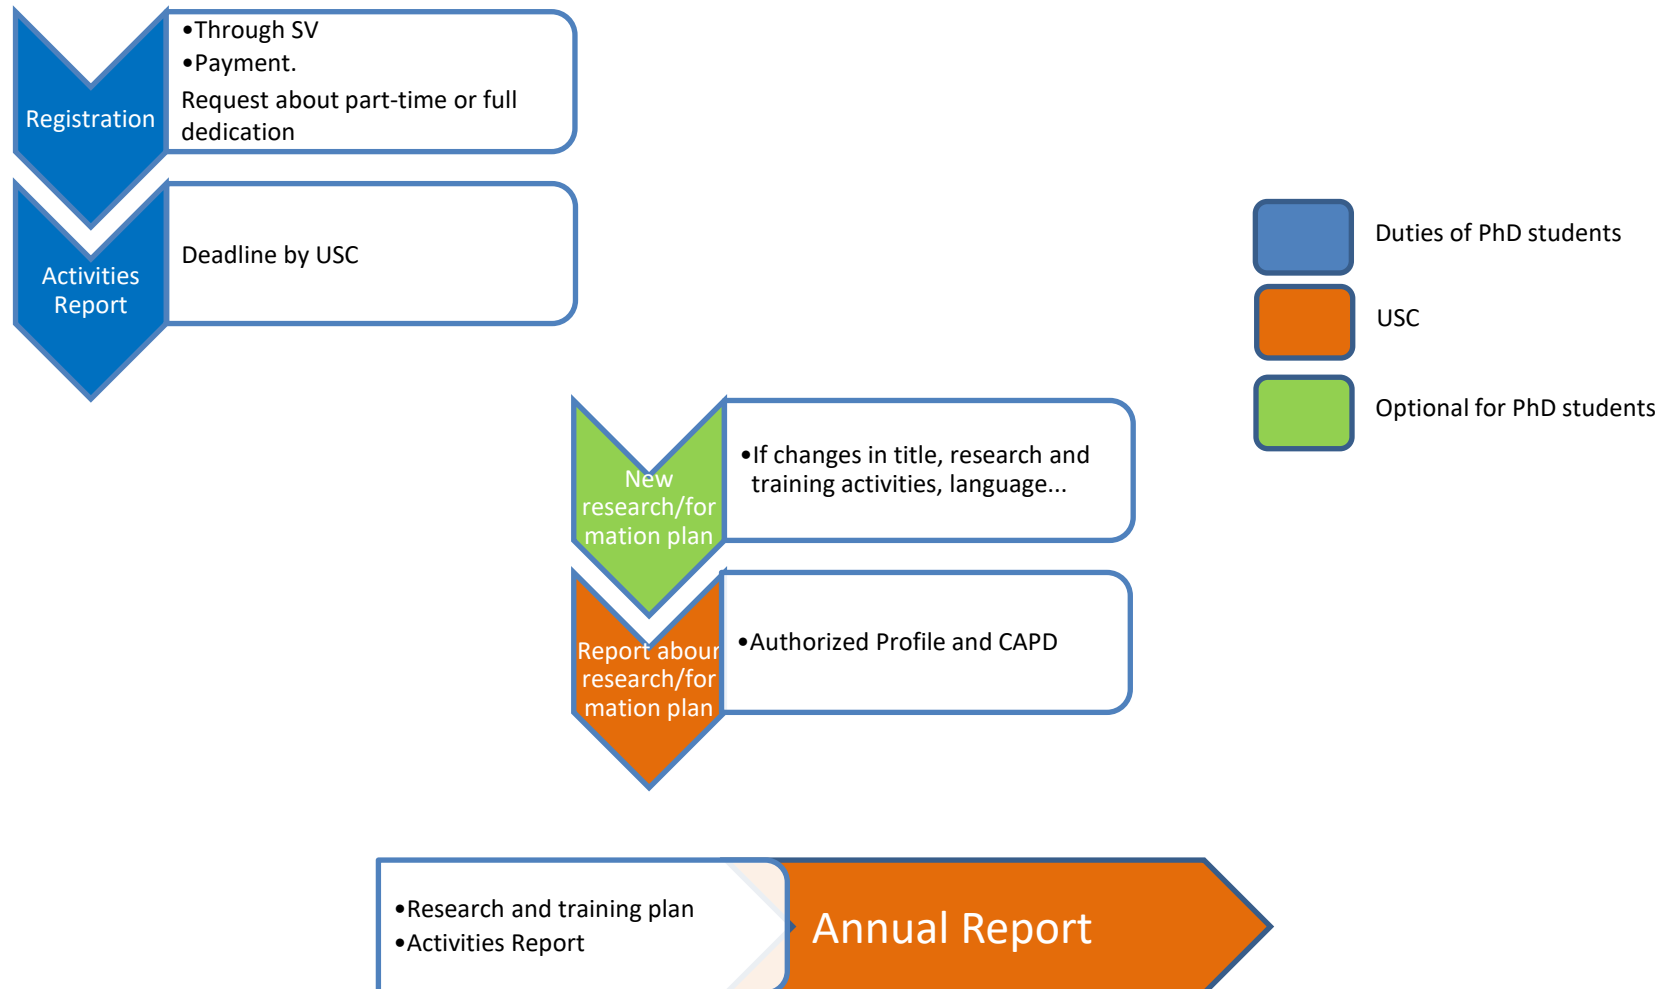 •Through SV
•Payment.
Request about part-time or full
dedication
Registration
Deadline by USC
Activities
Report
Duties of PhD students
USC
Optional for PhD students
•If changes in title, research and
training activities, language...
New
research/for
mation plan
•Authorized Profile and CAPD
Report abour
research/for
mation plan
•Research and training plan
•Activities Report
Annual Report